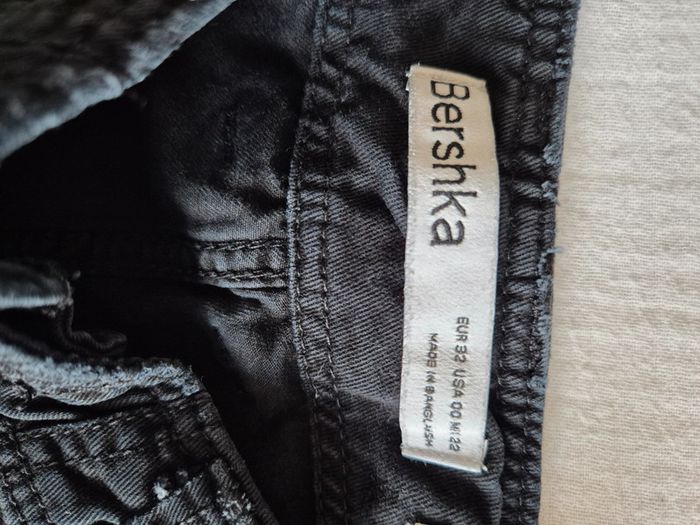 Bershka
EUR 32 USA 00 MEX 22
MADE IN BANGLADESH